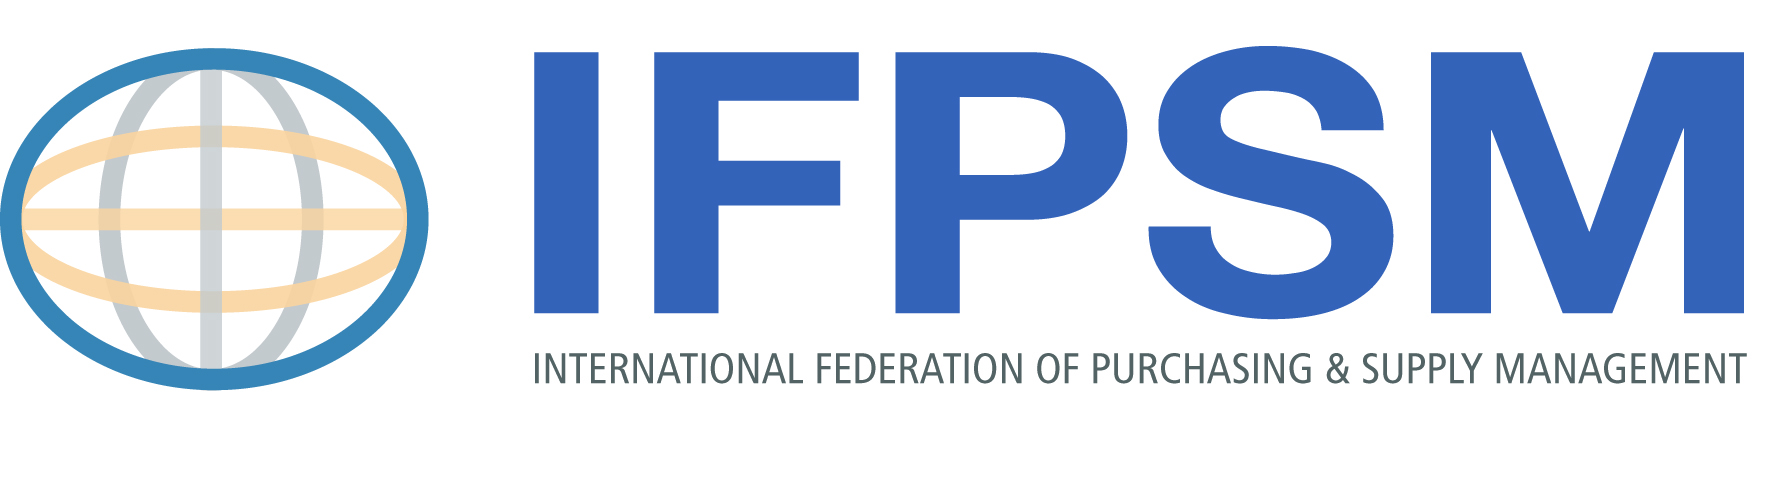 IFPSM
INTERNATIONAL FEDERATION OF PURCHASING & SUPPLY MANAGEMENT